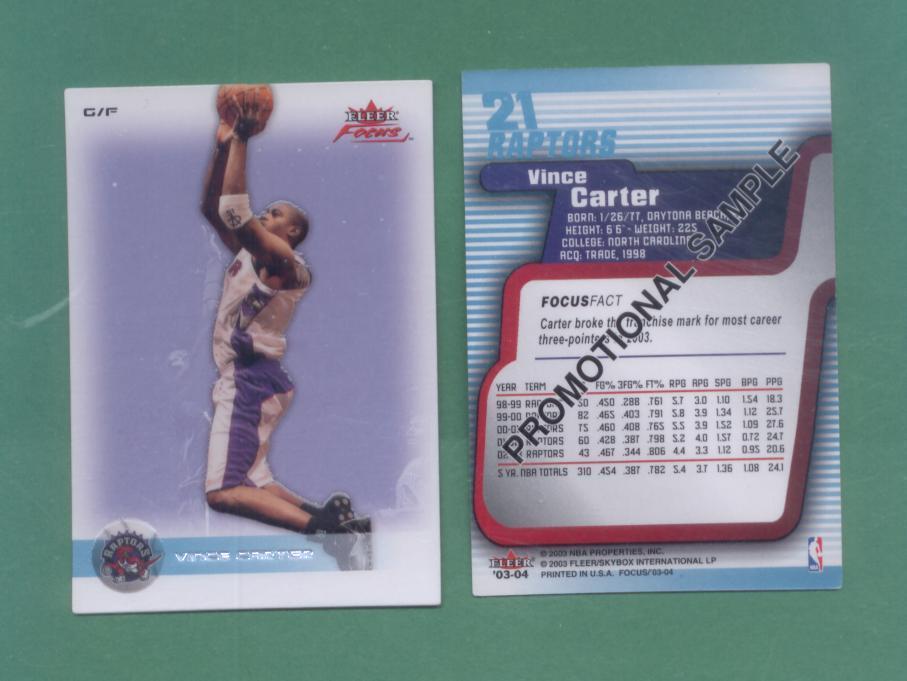 G/F
FLEER
Focus
RAPTORS
VINCE CARTER
21
RAPTORS
Vince
Carter
BORN: 1/26/77, DAYTONA BEACH
HEIGHT: 6'6" - WEIGHT: 225
COLLEGE: NORTH CAROLINA
ACQ: TRADE, 1998
PROMOTIONAL SAMPLE
FOCUSFACT
Carter broke the franchise mark for most career
three-pointers in 2003.
YEAR TEAM FG% 3FG% FT% RPG APG SPG BPG PPG
98-99 RAPTORS 50 .450 .288 .761 5.7 3.0 1.10 1.54 18.3
99-00 RAPTORS 82 .465 .403 .791 5.8 3.9 1.34 1.12 25.7
00-01 RAPTORS 75 .460 .408 .765 5.5 3.9 1.52 1.09 27.6
RAPTORS 60 .428 .387 .798 5.2 4.0 1.57 0.72 24.7
RAPTORS 43 .467 .344 .806 4.4 3.3 1.12 0.95 20.6
5 YR. NBA TOTALS 310 .454 .387 .782 5.4 3.7 1.36 1.08 24.1
FLEER
'03-04
© 2003 NBA PROPERTIES, INC.
© 2003 FLEER/SKYBOX INTERNATIONAL LP
PRINTED IN U.S.A. FOCUS/'03-04
NBA